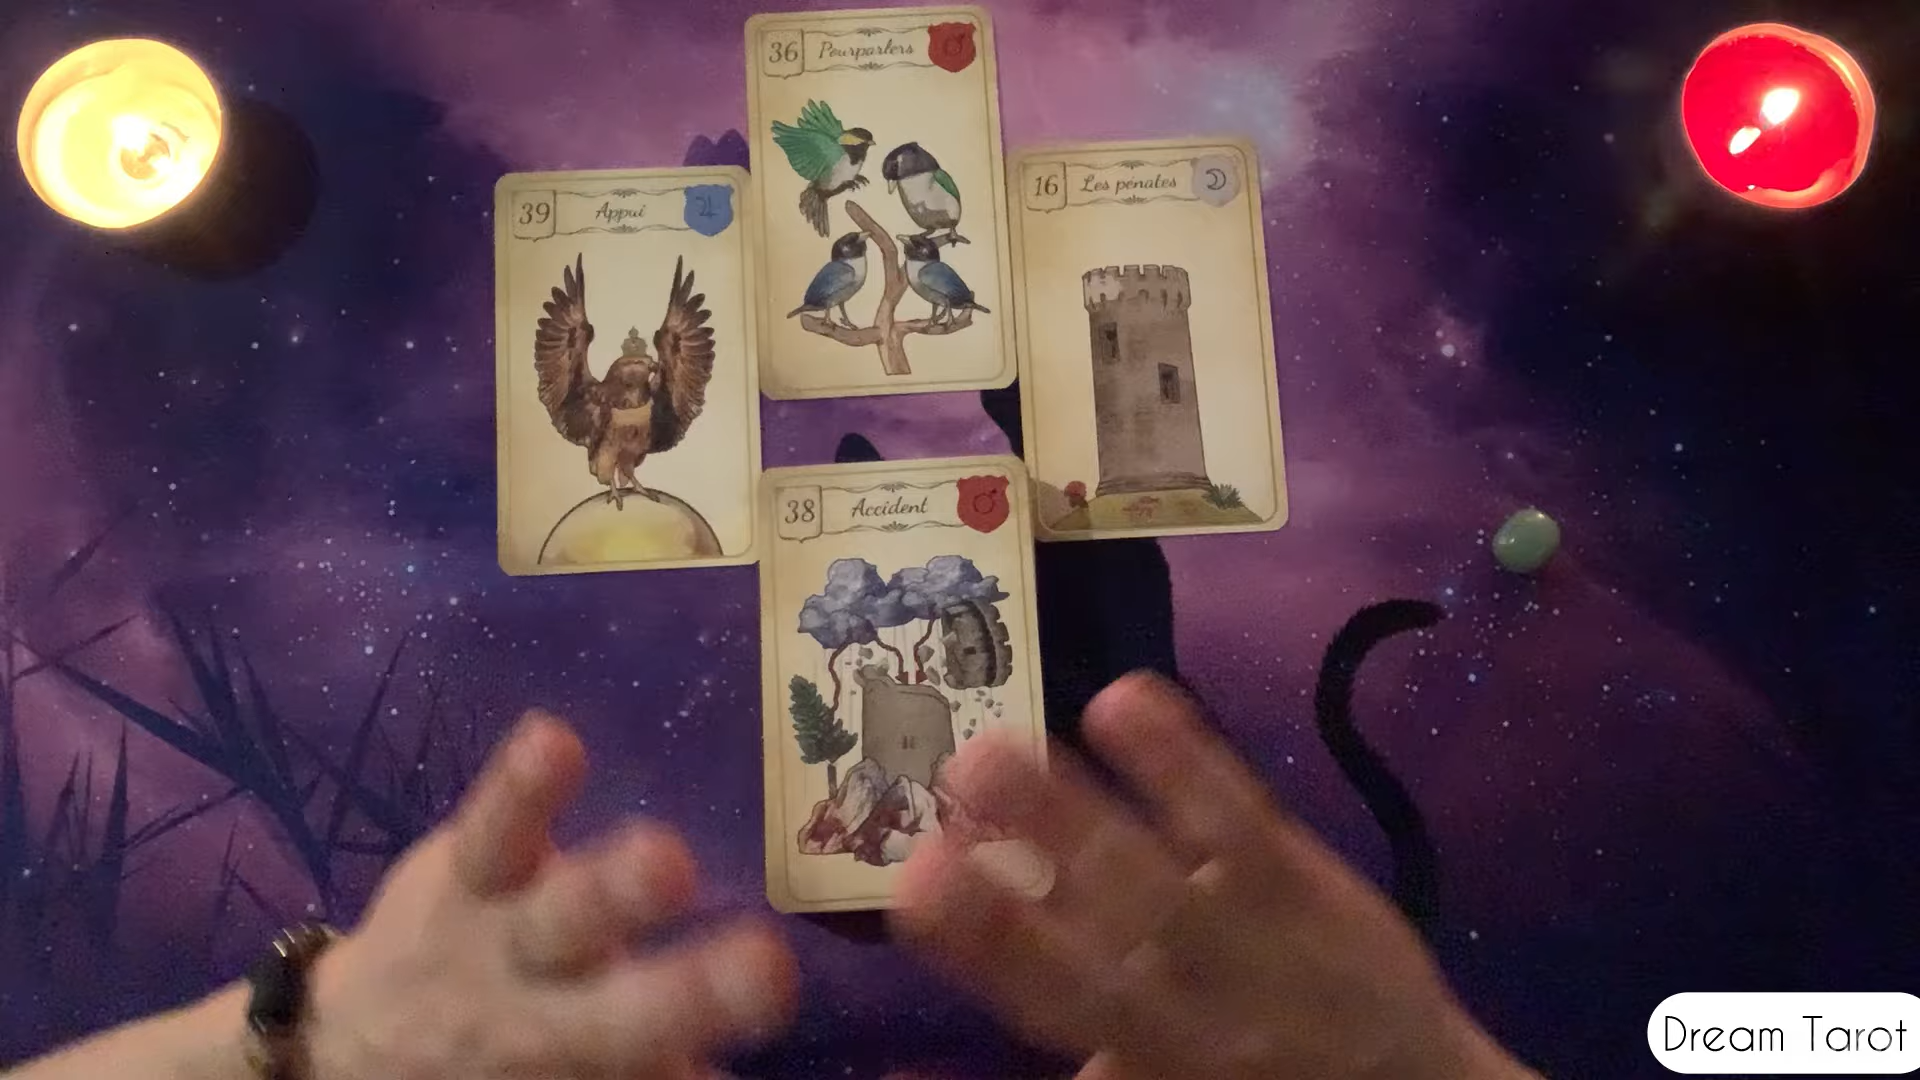 36 Pourparlers
39 Appui
16 Les pénates
38 Accident
Dream Tarot